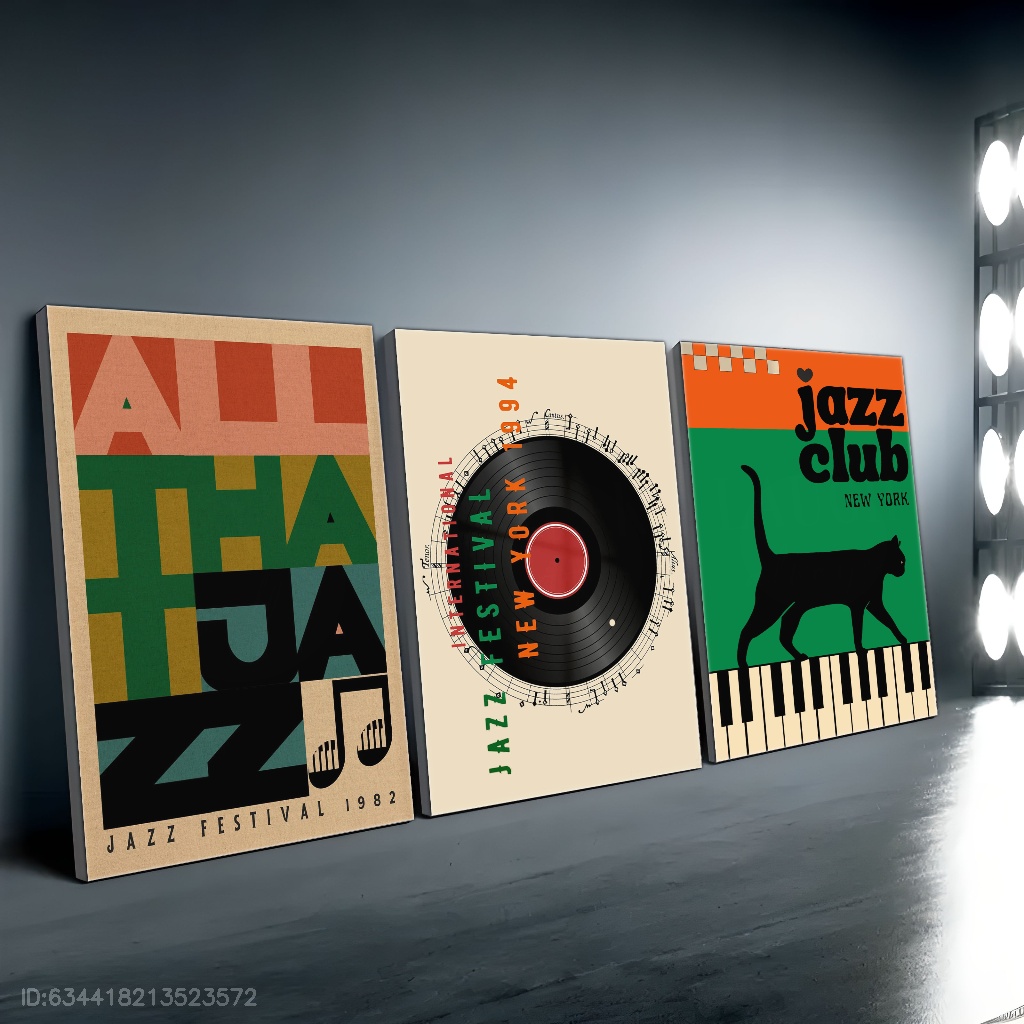 ALL
THA
T JA
ZZ
JAZZ FESTIVAL 1982
INTERNATIONAL
JAZZ FESTIVAL
NEW YORK 1994
jazz
club
NEW YORK
ID:634418213523572